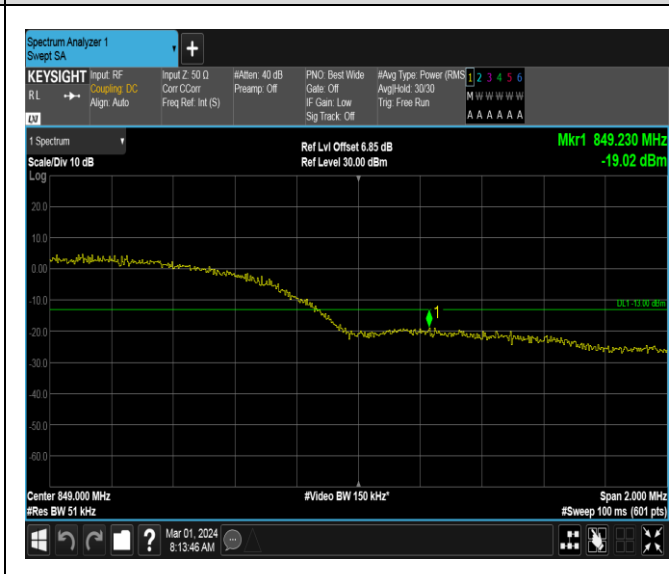 Spectrum Analyzer 1
Swept SA
+
KEYSIGHT
RL
LXI
Input: RF
Coupling: DC
Align: Auto
Input Z: 50 Ω
Corr CCorr
Freq Ref: Int (S)
#Atten: 40 dB
Preamp: Off
PNO: Best Wide
Gate: Off
IF Gain: Low
Sig Track: Off
#Avg Type: Power (RMS
Avg|Hold: 30/30
Trig: Free Run
1 2 3 4 5 6
M W W W W W
A A A A A A
1 Spectrum
Scale/Div 10 dB
Log
Ref Lvl Offset 6.85 dB
Ref Level 30.00 dBm
Mkr1 849.230 MHz
-19.02 dBm
20.0
10.0
0.00
-10.0
DL1 -13.00 dBm
1
-20.0
-30.0
-40.0
-50.0
-60.0
Center 849.000 MHz
#Res BW 51 kHz
#Video BW 150 kHz*
Span 2.000 MHz
#Sweep 100 ms (601 pts)
?
Mar 01, 2024
8:13:46 AM